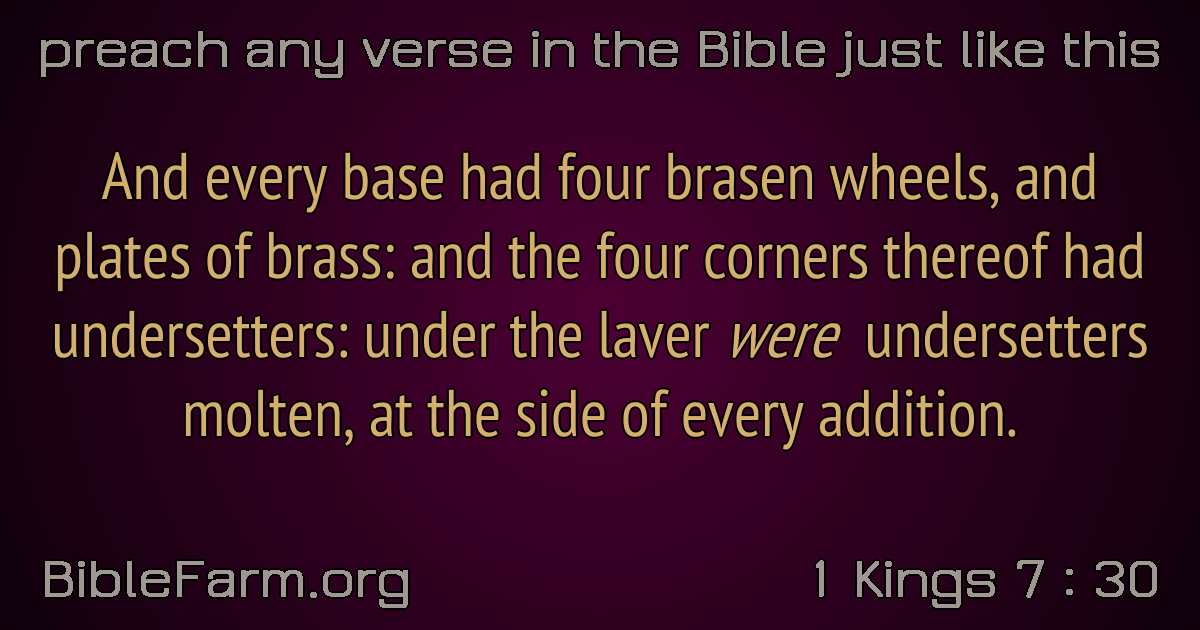 preach any verse in the Bible just like this
And every base had four brasen wheels, and
plates of brass: and the four corners thereof had
undersetters: under the laver were undersetters
molten, at the side of every addition.
BibleFarm.org
1 Kings 7 : 30